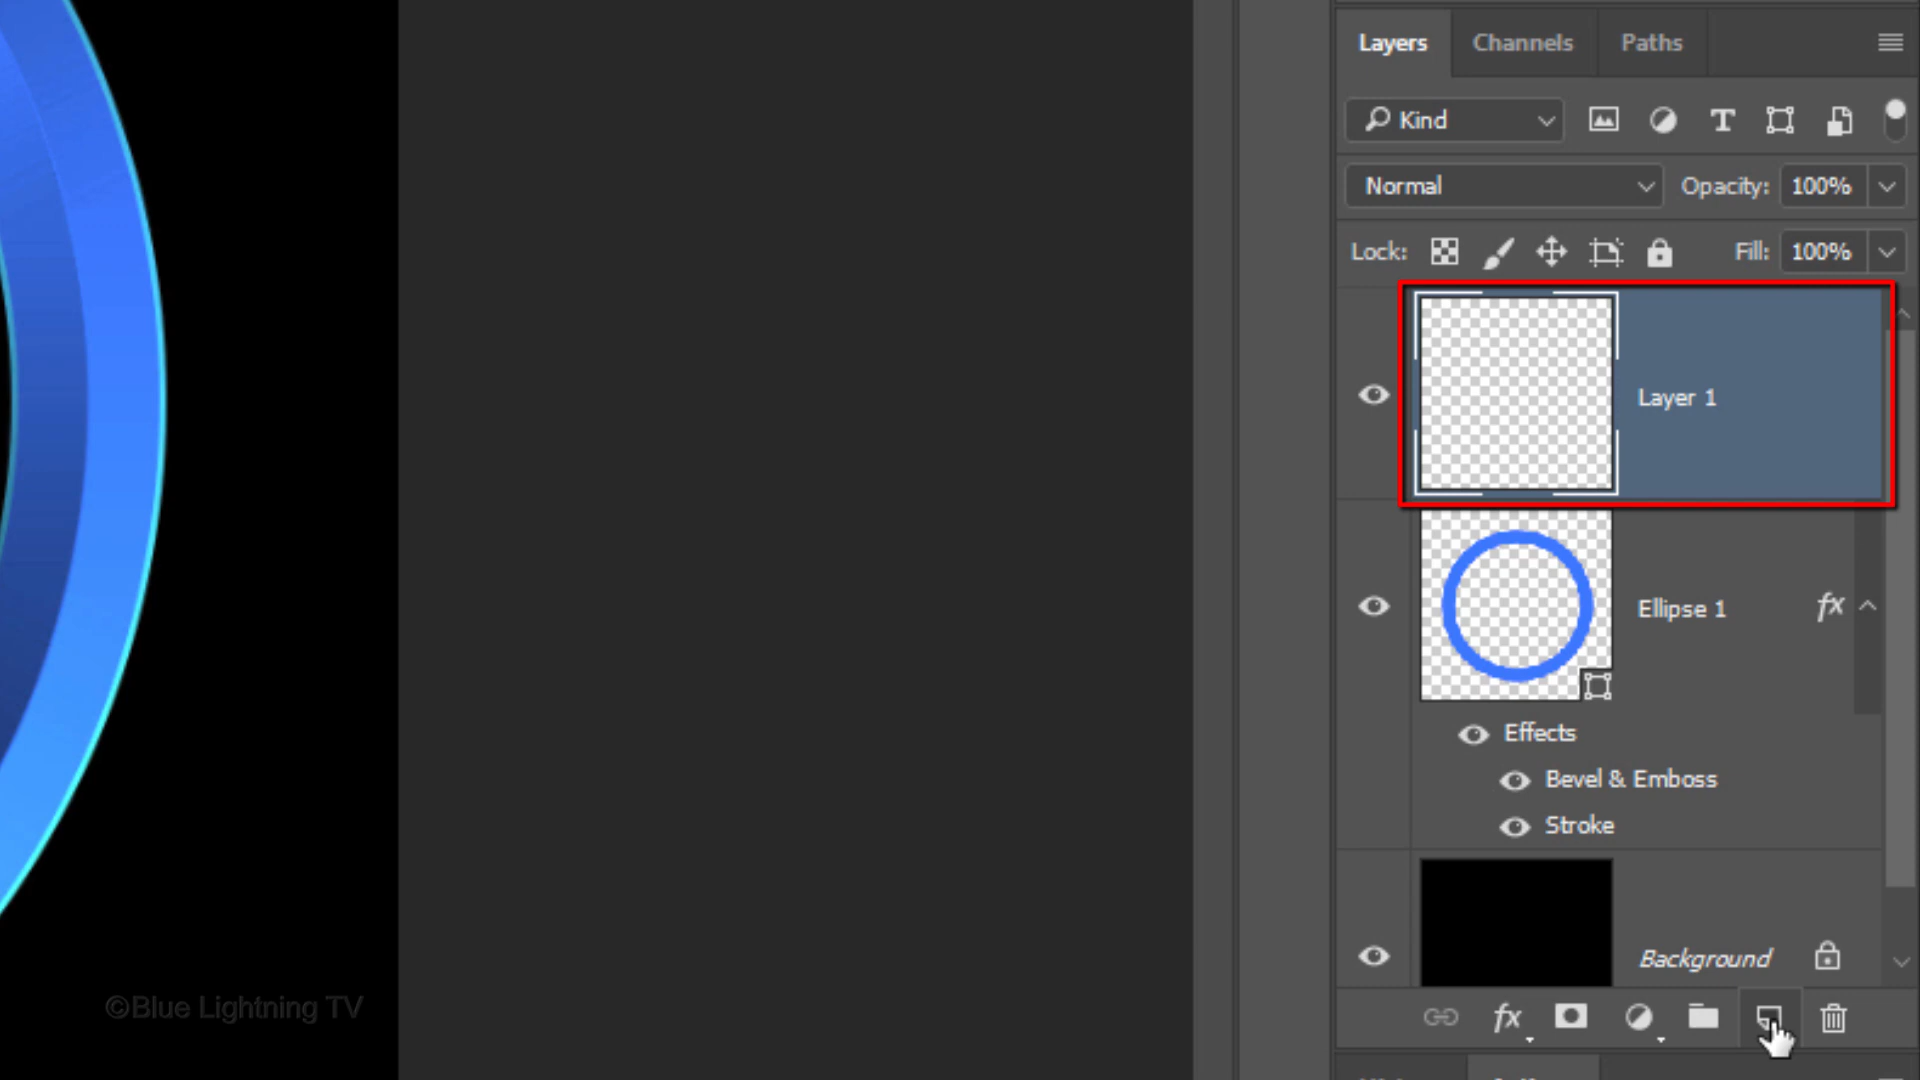 Layers Channels Paths
Kind
Normal Opacity: 100%
Lock: Fill: 100%
Layer 1
Ellipse 1 fx
Effects
Bevel & Emboss
Stroke
Background
©Blue Lightning TV
fx